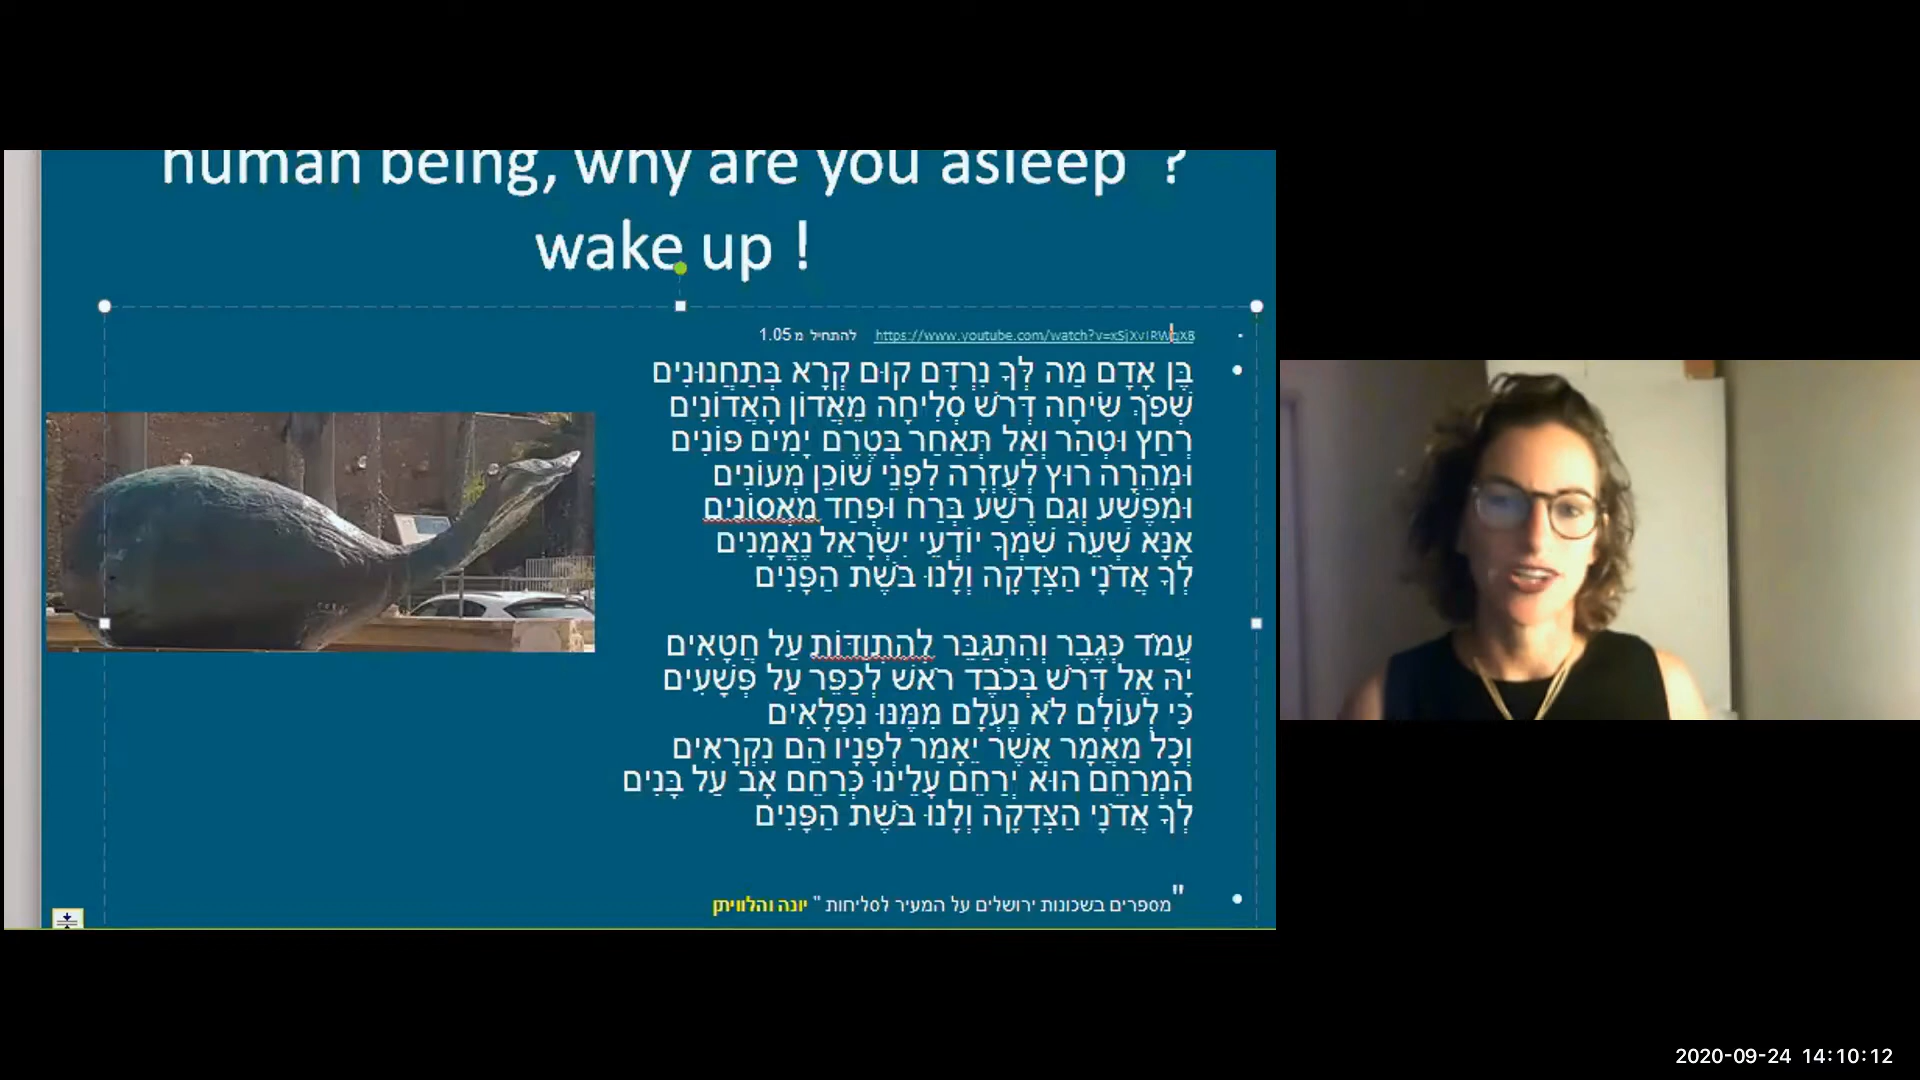 human being, why are you asleep ?
wake up !
https://www.youtube.com/watch?v= להתחיל מ 1.05
בֶּן אָדָם מַה לְּךָ נִרְדָּם קוּם קְרָא בְּתַחֲנוּנִים
שְׁפֹךְ שִׂיחָה דְּרֹשׁ סְלִיחָה מֵאֲדוֹן הָאֲדוֹנִים
רְחַץ וּטְהַר וְאַל תְּאַחַר בְּטֶרֶם יָמִים פּוֹנִים
וּמְהֵרָה רוּץ לְעֶזְרָה לִפְנֵי שׁוֹכֵן מְעוֹנִים
וּמִפֶּשַׁע וְגַם רֶשַׁע בְּרַח וּפְחַד מֵאֲסוֹנִים
אָנָּא שְׁעֵה שִׁמְךָ יוֹדְעֵי יִשְׂרָאֵל נֶאֱמָנִים
לְךָ אֲדֹנָי הַצְּדָקָה וְלָנוּ בֹּשֶׁת הַפָּנִים
עֲמֹד כְּגֶבֶר וְהִתְגַּבֵּר לְהִתְוַדּוֹת עַל חֲטָאִים
יָהּ אֵל דְּרֹשׁ בְּכֹבֶד רֹאשׁ לְכַפֵּר עַל פְּשָׁעִים
כִּי לְעוֹלָם לֹא נֶעְלָם מִמֶּנּוּ נִפְלָאִים
וְכָל מַאֲמָר אֲשֶׁר יֵאָמַר לְפָנָיו הֵם נִקְרָאִים
הַמְרַחֵם הוּא יְרַחֵם עָלֵינוּ כְּרַחֵם אָב עַל בָּנִים
לְךָ אֲדֹנָי הַצְּדָקָה וְלָנוּ בֹּשֶׁת הַפָּנִים
"מספרים בשכונות ירושלים על המעיר לסליחות " יונה והלוויתן
2020-09-24 14:10:12